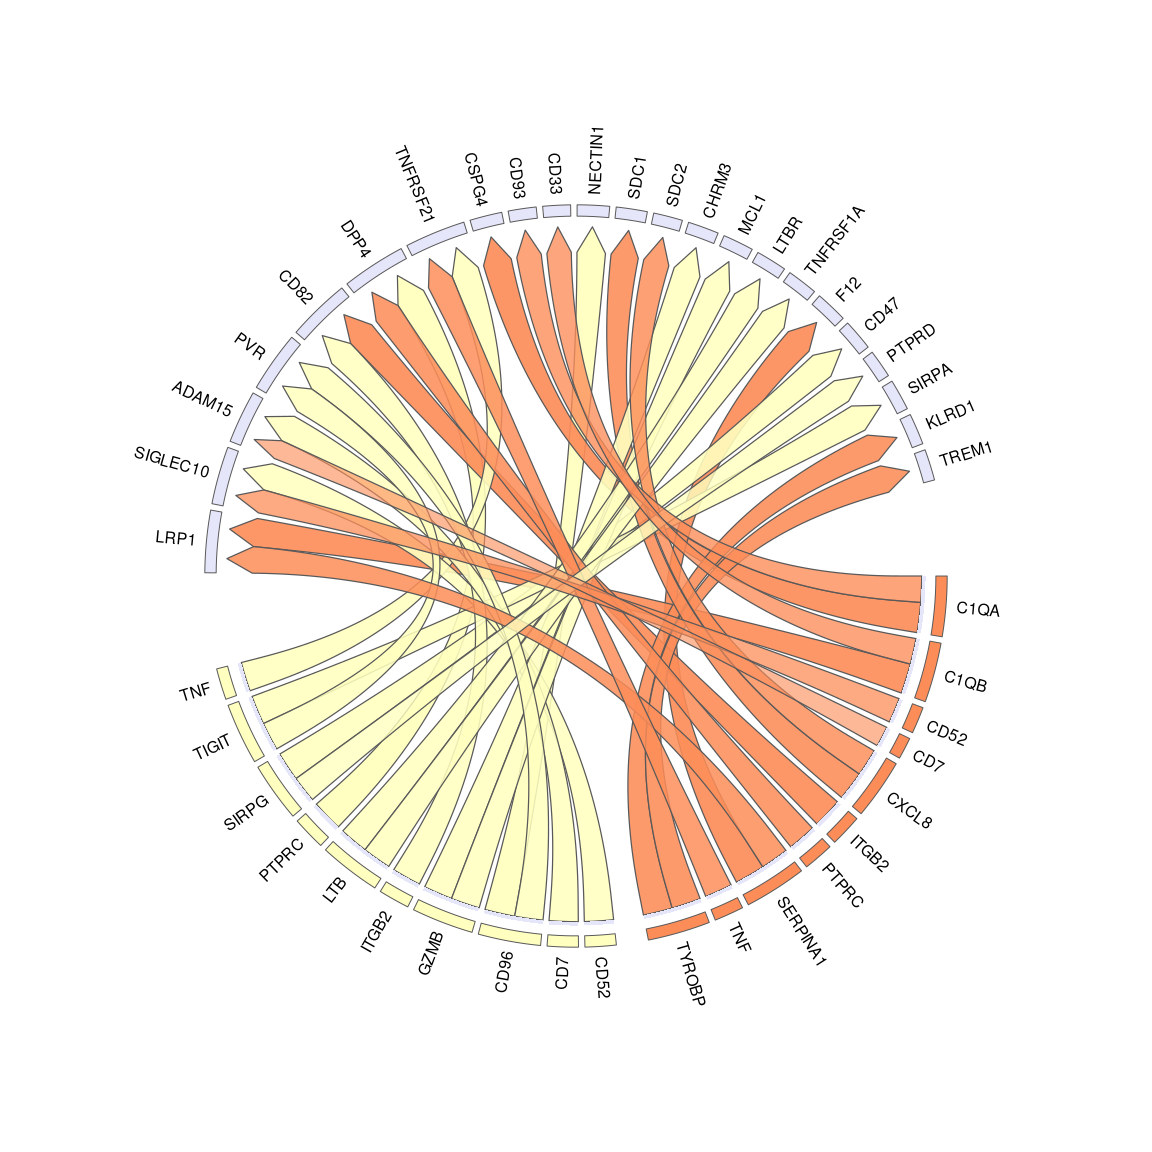 LRP1
SIGLEC10
ADAM15
PVR
CD82
DPP4
TNFRSF21
CSPG4
CD93
CD33
NECTIN1
SDC1
SDC2
CHRM3
MCL1
LTBR
TNFRSF1A
F12
CD47
PTPRD
SIRPA
KLRD1
TREM1
C1QA
C1QB
CD52
CD7
CXCL8
ITGB2
PTPRC
SERPINA1
TNF
TYROBP
CD52
CD7
CD96
GZMB
ITGB2
LTB
PTPRC
SIRPG
TIGIT
TNF